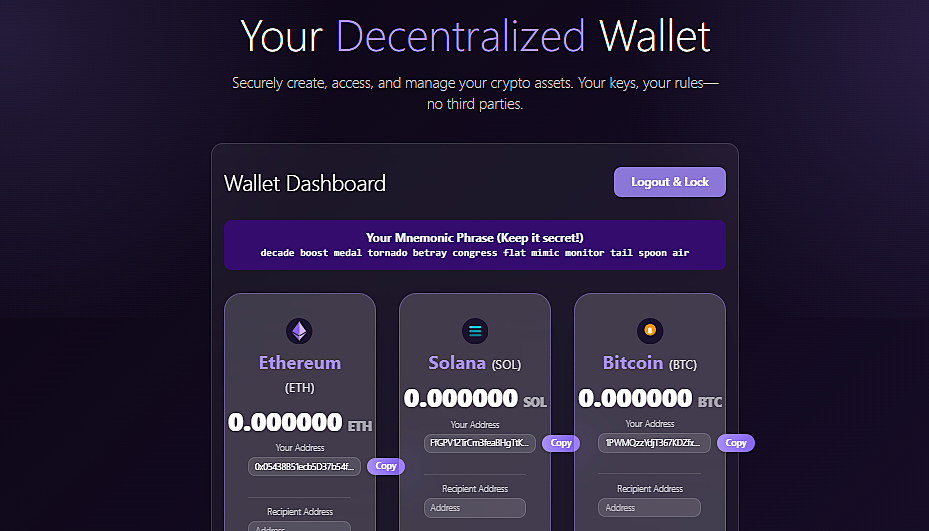 Your Decentralized Wallet
Securely create, access, and manage your crypto assets. Your keys, your rules—
no third parties.
Wallet Dashboard
Logout & Lock
Your Mnemonic Phrase (Keep it secret!)
decade boost medal tornado betray congress flat mimic monitor tail spoon air
Ethereum
(ETH)
0.000000 ETH
Your Address
0x05438B51ecb5D37b54f...
Copy
Recipient Address
Address
Solana (SOL)
0.000000 SOL
Your Address
Copy
Recipient Address
Address
Bitcoin (BTC)
0.000000 BTC
Your Address
Copy
Recipient Address
Address